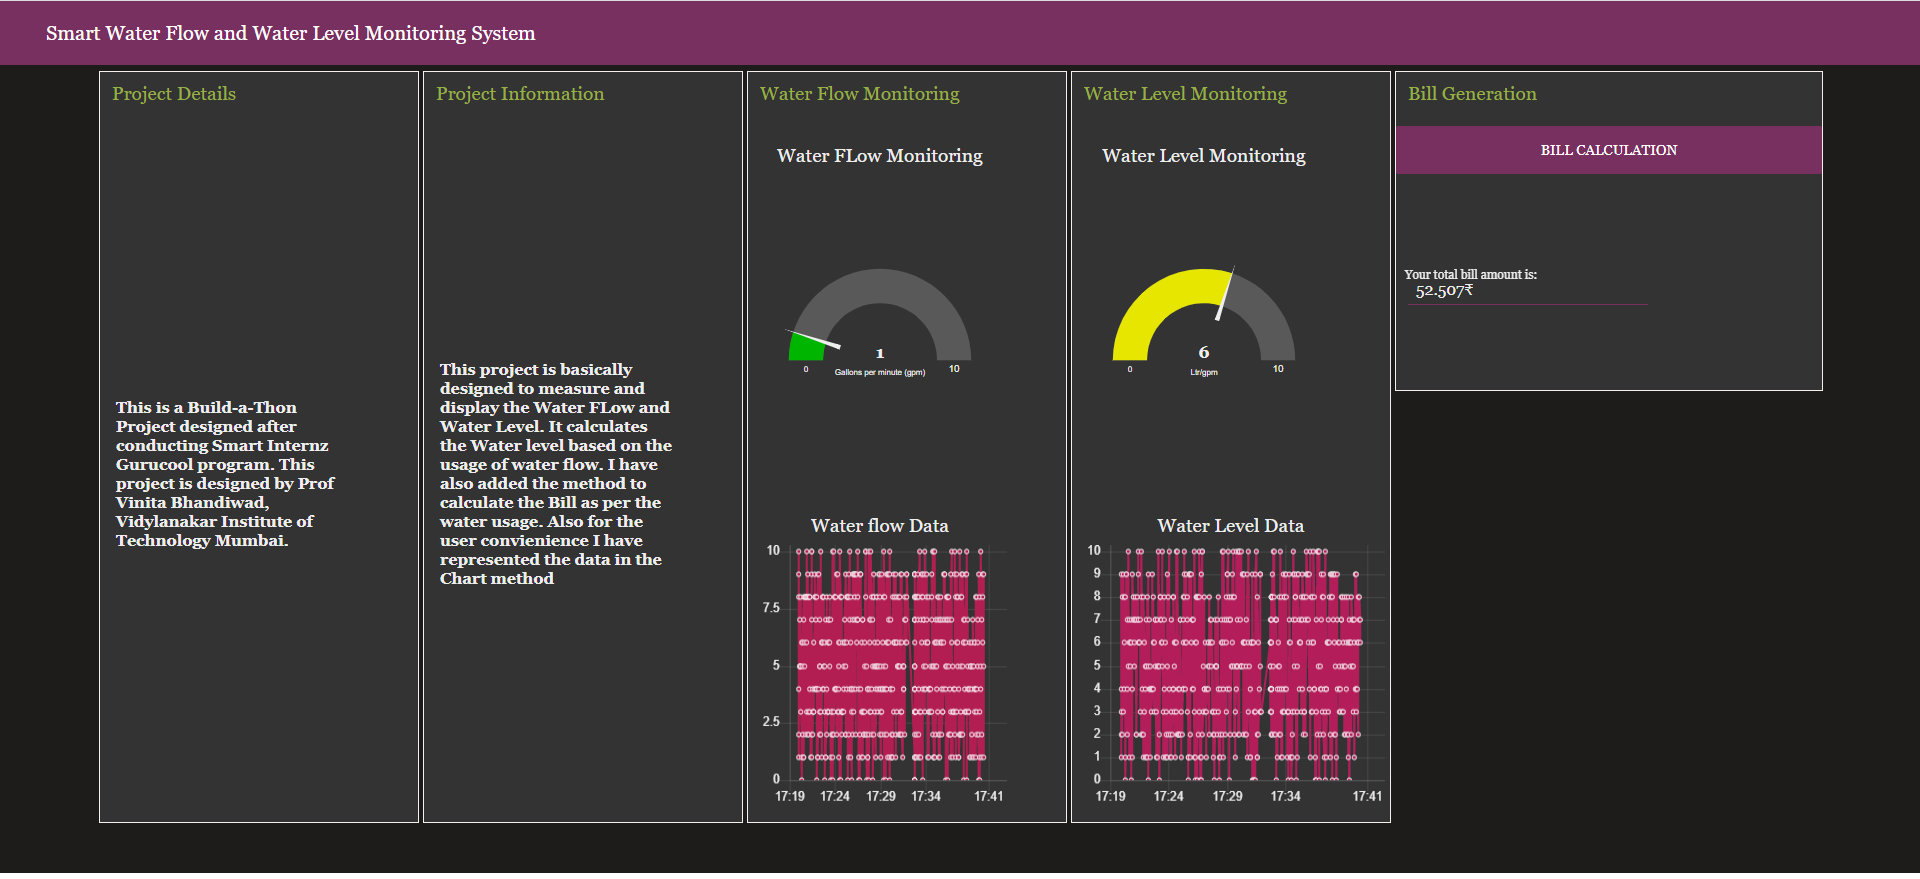 Smart Water Flow and Water Level Monitoring System
Project Details
This is a Build-a-Thon
Project designed after
conducting Smart Internz
Gurucool program. This
project is designed by Prof
Vinita Bhandiwad,
Vidylanakar Institute of
Technology Mumbai.
Project Information
This project is basically
designed to measure and
display the Water FLow and
Water Level. It calculates
the Water level based on the
usage of water flow. I have
also added the method to
calculate the Bill as per the
water usage. Also for the
user convienience I have
represented the data in the
Chart method
Water Flow Monitoring
Water FLow Monitoring
1
0 Gallons per minute (gpm) 10
Water flow Data
10
7.5
5
2.5
0
17:19 17:24 17:29 17:34 17:41
Water Level Monitoring
Water Level Monitoring
6
0 Ltr/gpm 10
Water Level Data
10
9
8
7
6
5
4
3
2
1
0
17:19 17:24 17:29 17:34 17:41
Bill Generation
BILL CALCULATION
Your total bill amount is:
52.507₹